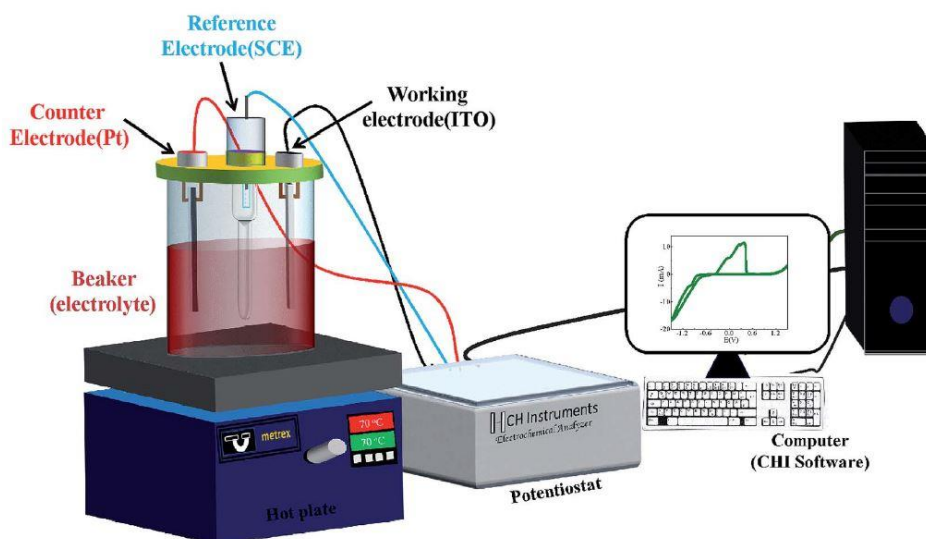 Reference
Electrode(SCE)
Counter
Electrode(Pt)
Working
electrode(ITO)
Beaker
(electrolyte)
metrex
70 °C
70 °C
Hot plate
CH Instruments
Electrochemical Analyzer
Potentiostat
I (mA)
1.0
0
-10
-20
-1.2 -0.6 0.0 0.6 1.2
E(V)
Computer
(CHI Software)